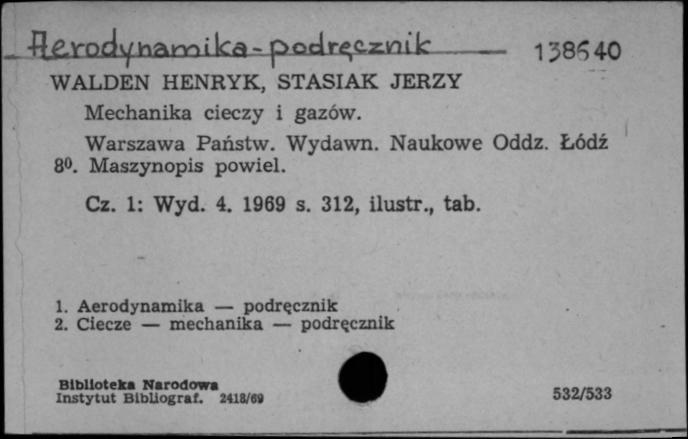 Aerodynamika - podręcznik 138640
WALDEN HENRYK, STASIAK JERZY
Mechanika cieczy i gazów.
Warszawa Państw. Wydawn. Naukowe Oddz. Łódź
8⁰. Maszynopis powiel.
Cz. 1: Wyd. 4. 1969 s. 312, ilustr., tab.
1. Aerodynamika — podręcznik
2. Ciecze — mechanika — podręcznik
Biblioteka Narodowa
Instytut Bibliograf. 2418/69 532/533